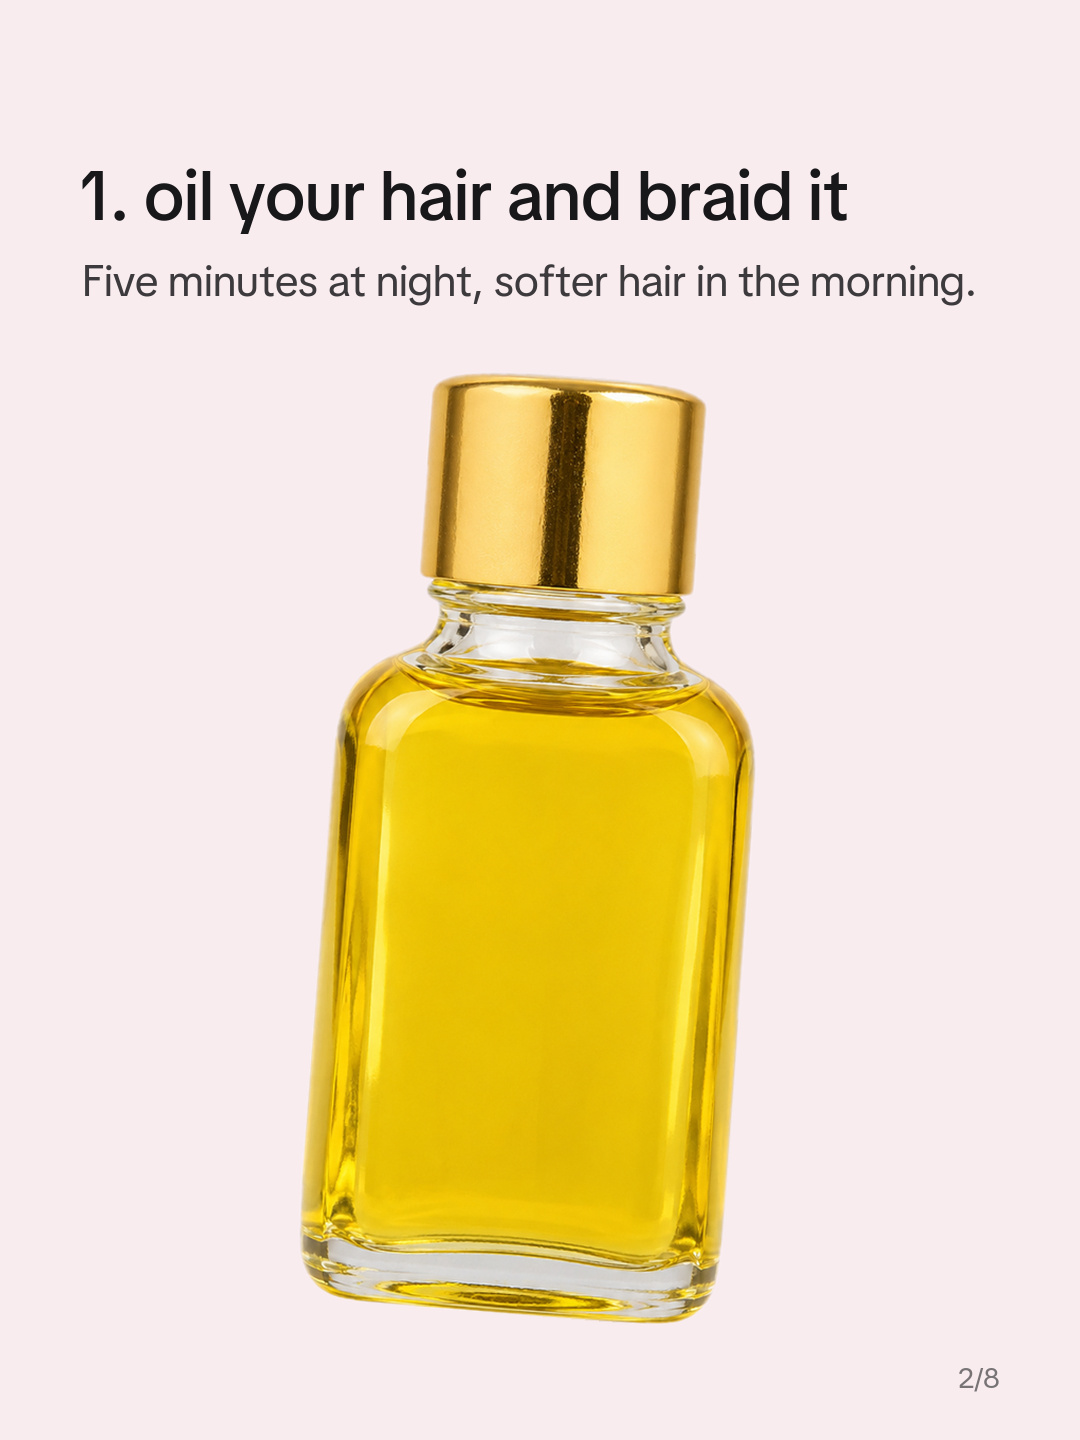 1. oil your hair and braid it
Five minutes at night, softer hair in the morning.
2/8